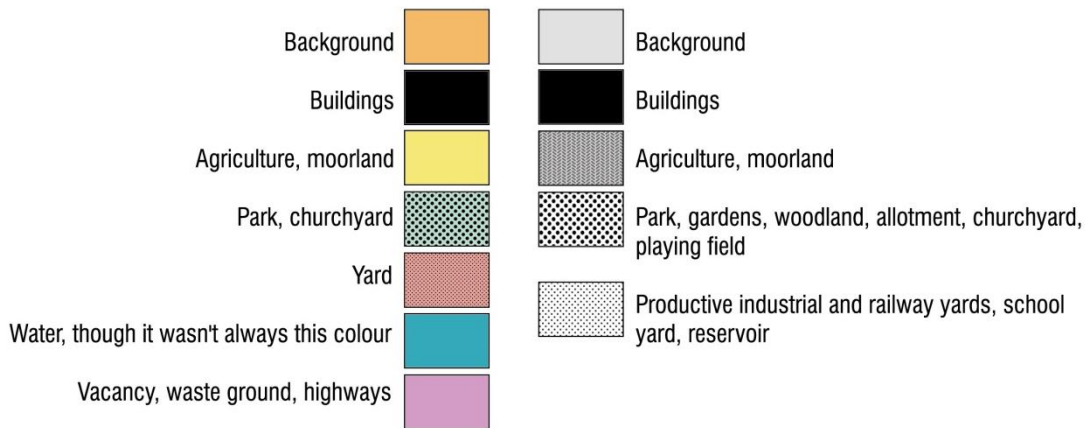 Background
Buildings
Agriculture, moorland
Park, churchyard
Yard
Water, though it wasn't always this colour
Vacancy, waste ground, highways
Background
Buildings
Agriculture, moorland
Park, gardens, woodland, allotment, churchyard,
playing field
Productive industrial and railway yards, school
yard, reservoir